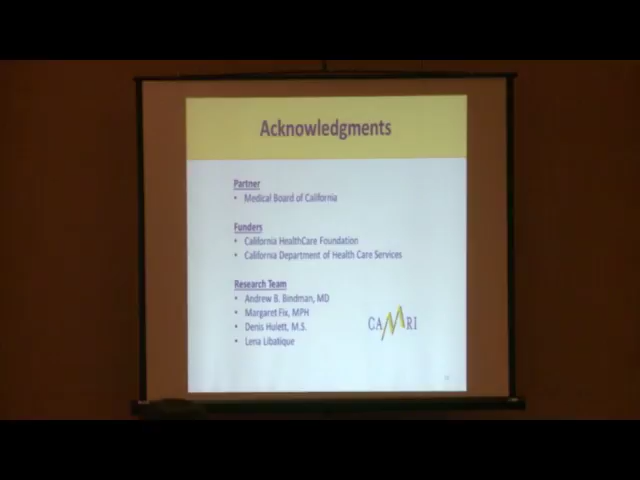 Acknowledgments
Partner
• Medical Board of California
Funders
• California HealthCare Foundation
• California Department of Health Care Services
Research Team
• Andrew B. Bindman, MD
• Margaret Fix, MPH
• Denis Hulett, M.S.
• Lena Libatique
CAMRI